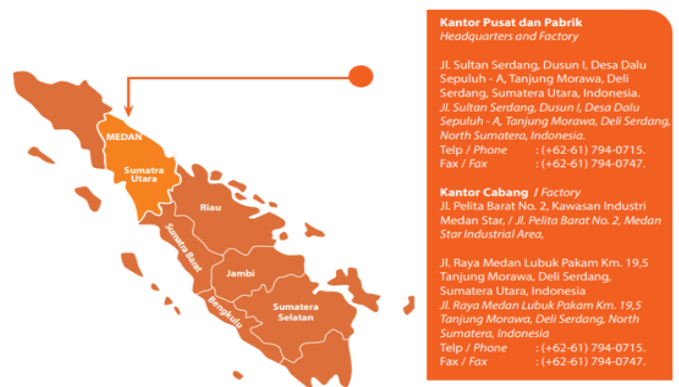 MEDAN
Sumatra
Utara
Riau
Sumatra Barat
Jambi
Bengkulu
Sumatera
Selatan
Kantor Pusat dan Pabrik
Headquarters and Factory
Jl. Sultan Serdang, Dusun I, Desa Dalu
Sepuluh - A, Tanjung Morawa, Deli
Serdang, Sumatera Utara, Indonesia.
Jl. Sultan Serdang, Dusun I, Desa Dalu
Sepuluh - A, Tanjung Morawa, Deli Serdang,
North Sumatera, Indonesia.
Telp / Phone : (+62-61) 794-0715.
Fax / Fax : (+62-61) 794-0747.
Kantor Cabang / Factory
Jl. Pelita Barat No. 2, Kawasan Industri
Medan Star, / Jl. Pelita Barat No. 2, Medan
Star Industrial Area,
Jl. Raya Medan Lubuk Pakam Km. 19,5
Tanjung Morawa, Deli Serdang,
Sumatera Utara, Indonesia
Jl. Raya Medan Lubuk Pakam Km. 19,5
Tanjung Morawa, Deli Serdang, North
Sumatera, Indonesia
Telp / Phone : (+62-61) 794-0715.
Fax / Fax : (+62-61) 794-0747.